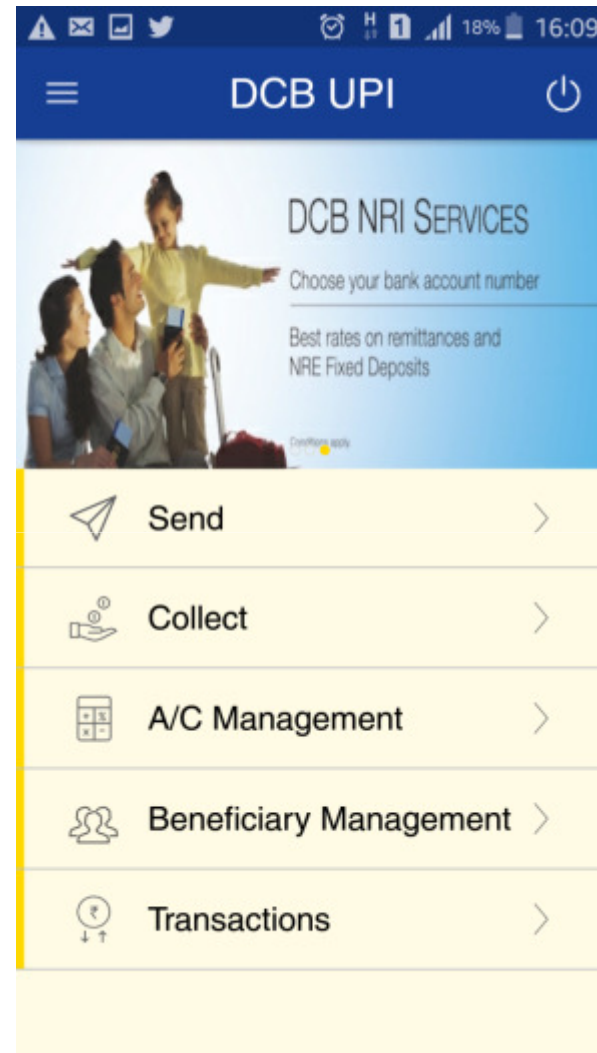 18% 16:09
DCB UPI
DCB NRI SERVICES
Choose your bank account number
Best rates on remittances and
NRE Fixed Deposits
Conditions apply
Send
Collect
A/C Management
Beneficiary Management
Transactions